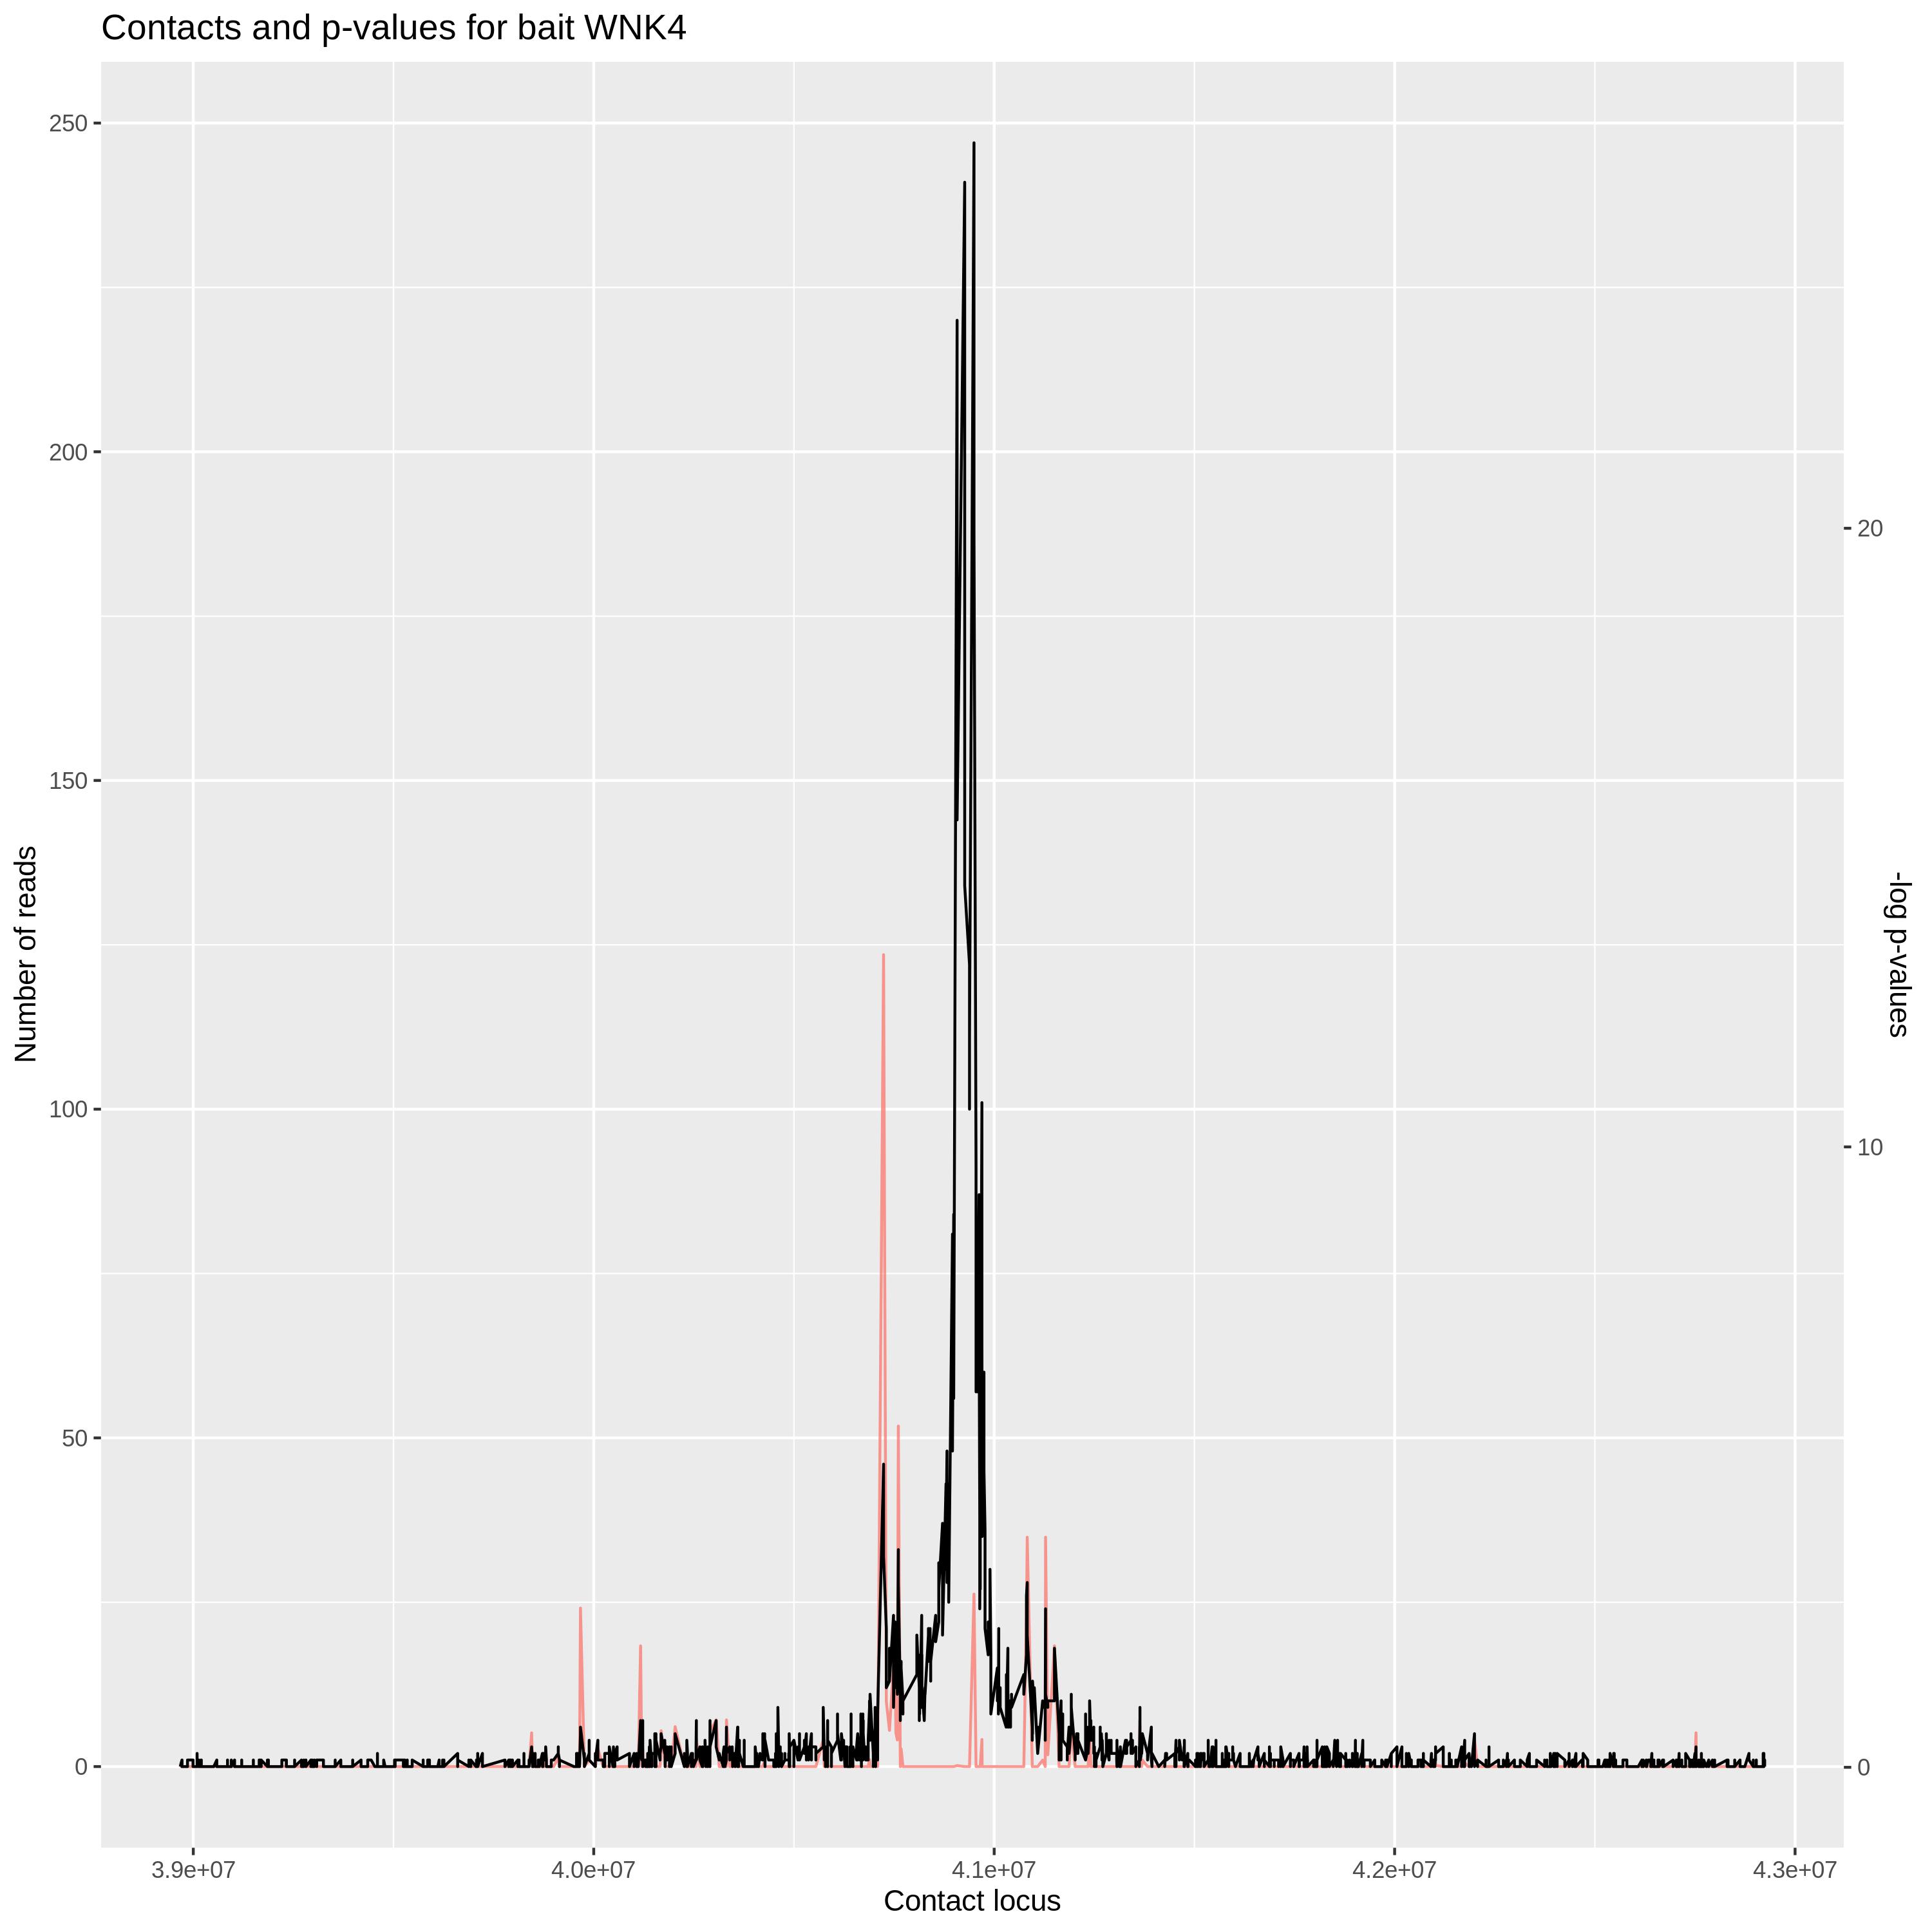 Contacts and p-values for bait WNK4
250
200
150
100
50
0
Number of reads
20
10
0
-log p-values
3.9e+07
4.0e+07
4.1e+07
4.2e+07
4.3e+07
Contact locus